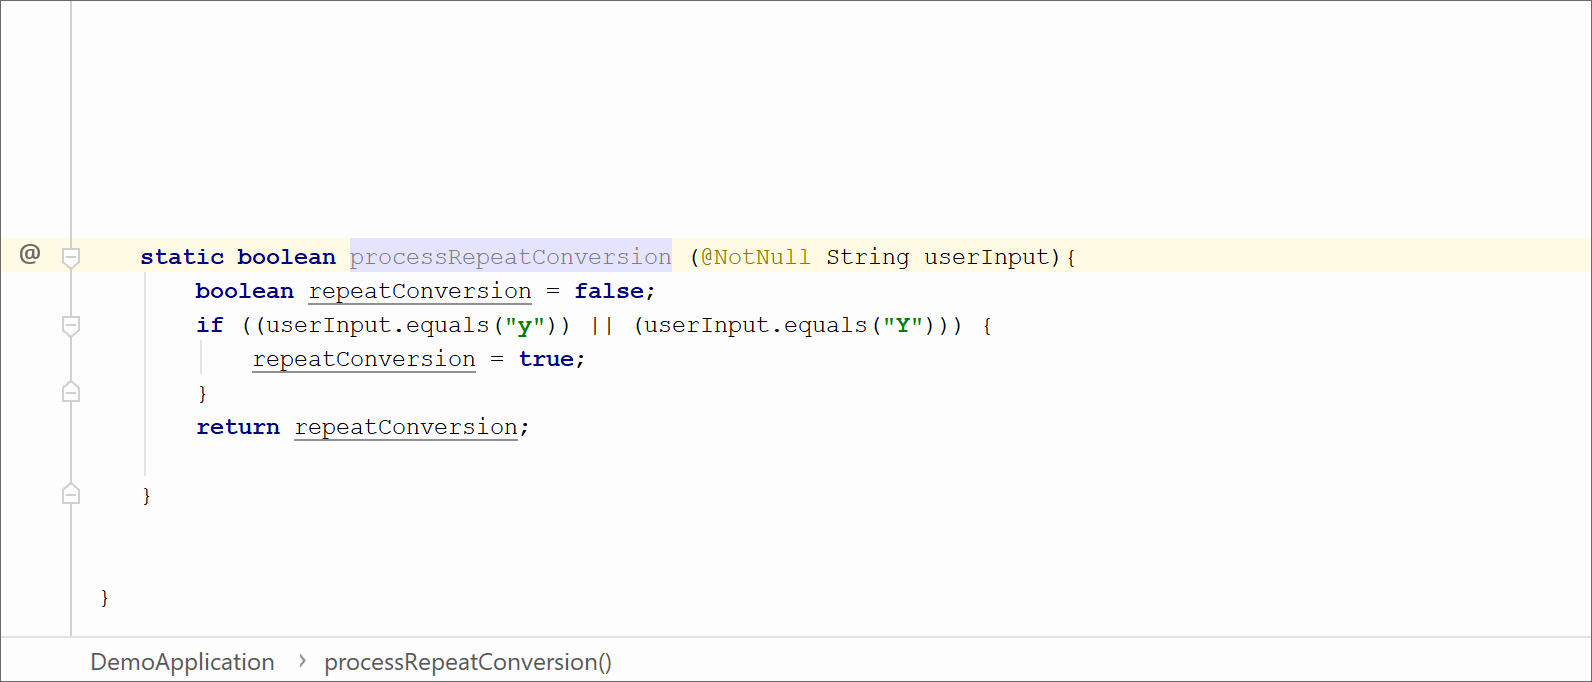 @ static boolean processRepeatConversion (@NotNull String userInput){
boolean repeatConversion = false;
if ((userInput.equals("y")) || (userInput.equals("Y"))) {
repeatConversion = true;
}
return repeatConversion;
}
}
DemoApplication › processRepeatConversion()